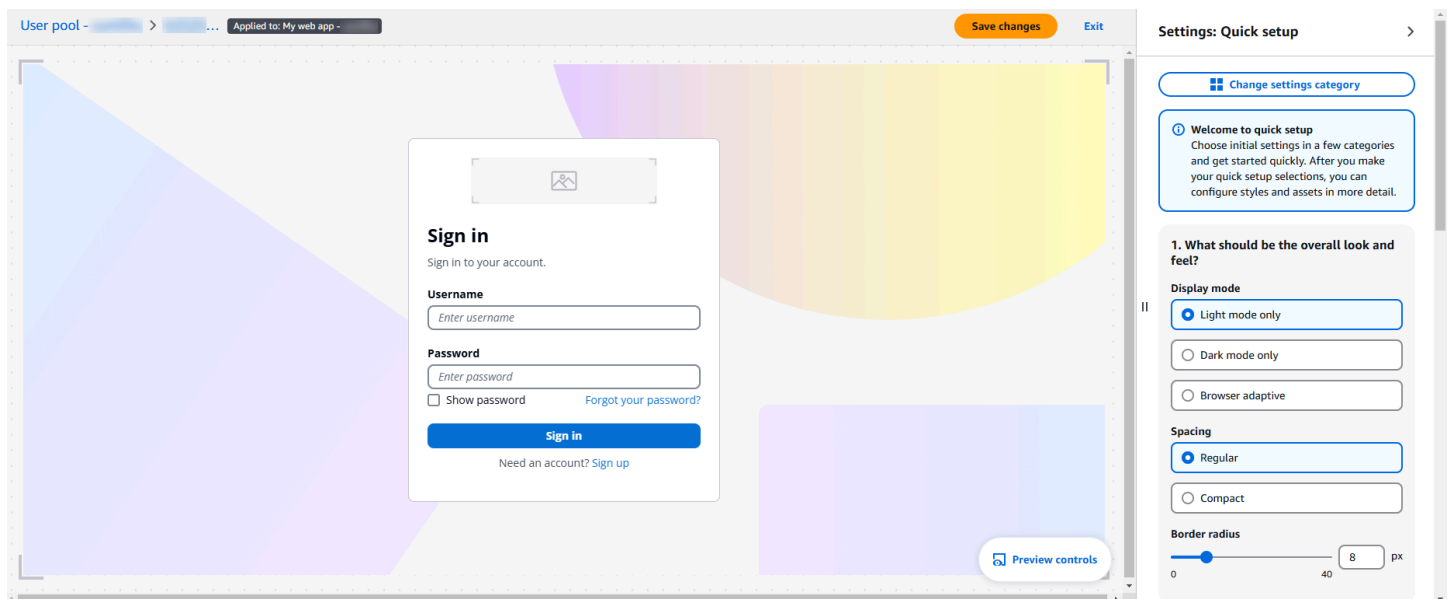 User pool - > ... Applied to: My web app - Save changes Exit
Sign in
Sign in to your account.
Username
Enter username
Password
Enter password
Show password Forgot your password?
Sign in
Need an account? Sign up
Preview controls
Settings: Quick setup
Change settings category
Welcome to quick setup
Choose initial settings in a few categories
and get started quickly. After you make
your quick setup selections, you can
configure styles and assets in more detail.
1. What should be the overall look and
feel?
Display mode
Light mode only
Dark mode only
Browser adaptive
Spacing
Regular
Compact
Border radius
8 px
0 40